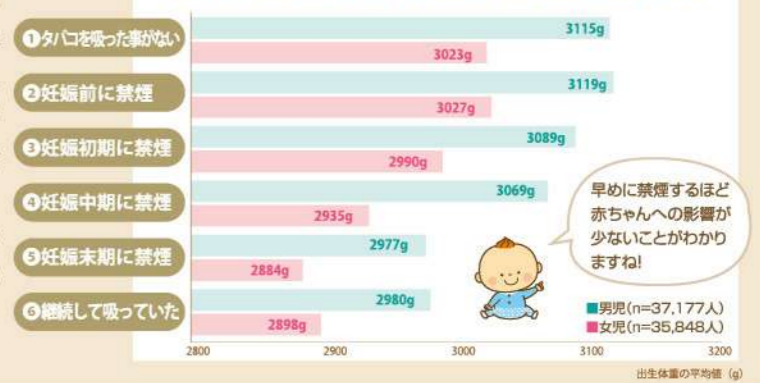 ❶タバコを吸った事がない
3115g
3023g
❷妊娠前に禁煙
3119g
3027g
❸妊娠初期に禁煙
3089g
2990g
❹妊娠中期に禁煙
3069g
2935g
❺妊娠末期に禁煙
2977g
2884g
❻継続して吸っていた
2980g
2898g
早めに禁煙するほど
赤ちゃんへの影響が
少ないことがわかり
ますね!
■男児(n=37,177人)
■女児(n=35,848人)
2800 2900 3000 3100 3200
出生体重の平均値(g)